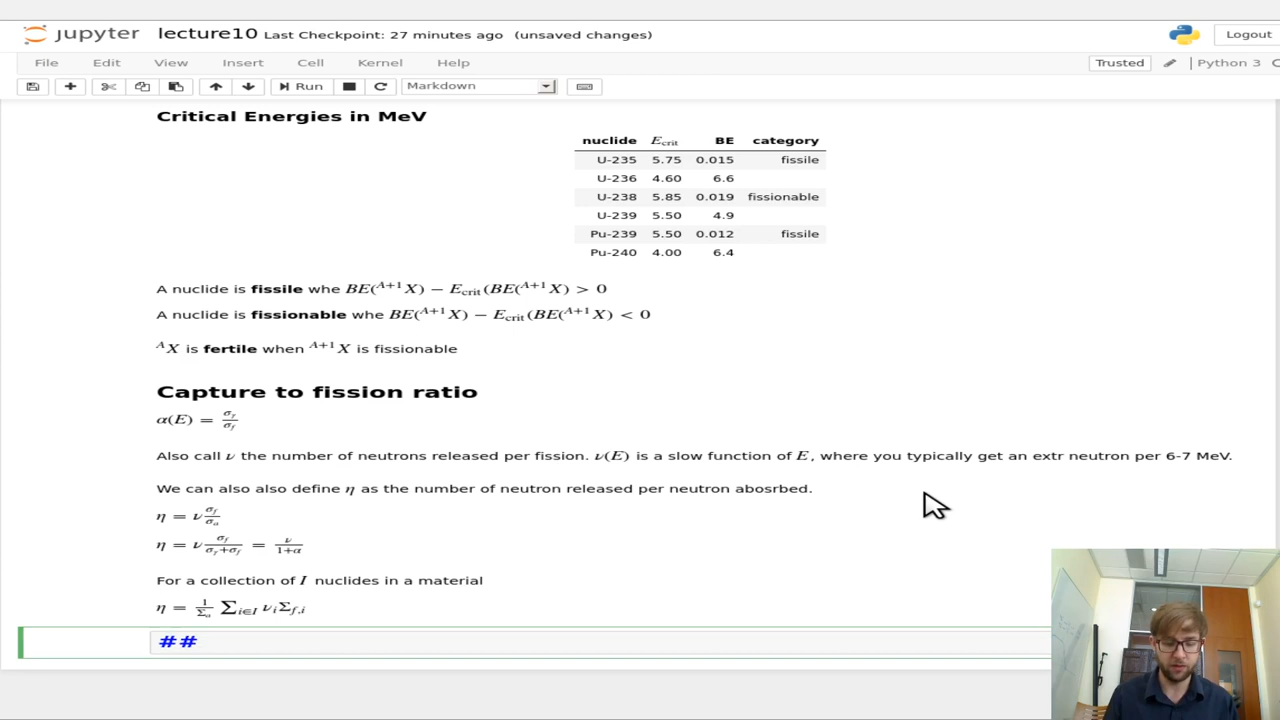 jupyter lecture10 Last Checkpoint: 27 minutes ago (unsaved changes) Logout
File Edit View Insert Cell Kernel Help Trusted Python 3
Run Markdown
Critical Energies in MeV
nuclide E_crit BE category
U-235 5.75 0.015 fissile
U-236 4.60 6.6
U-238 5.85 0.019 fissionable
U-239 5.50 4.9
Pu-239 5.50 0.012 fissile
Pu-240 4.00 6.4
A nuclide is fissile whe BE(^{A+1}X) − E_crit(BE(^{A+1}X) > 0
A nuclide is fissionable whe BE(^{A+1}X) − E_crit(BE(^{A+1}X) < 0
^A X is fertile when ^{A+1}X is fissionable
Capture to fission ratio
α(E) = σ_γ/σ_f
Also call ν the number of neutrons released per fission. ν(E) is a slow function of E, where you typically get an extr neutron per 6-7 MeV.
We can also also define η as the number of neutron released per neutron abosrbed.
η = ν σ_f/σ_a
η = ν σ_f/(σ_γ+σ_f) = ν/(1+α)
For a collection of I nuclides in a material
η = 1/Σ_a ∑_{i∈I} ν_i Σ_{f,i}
##